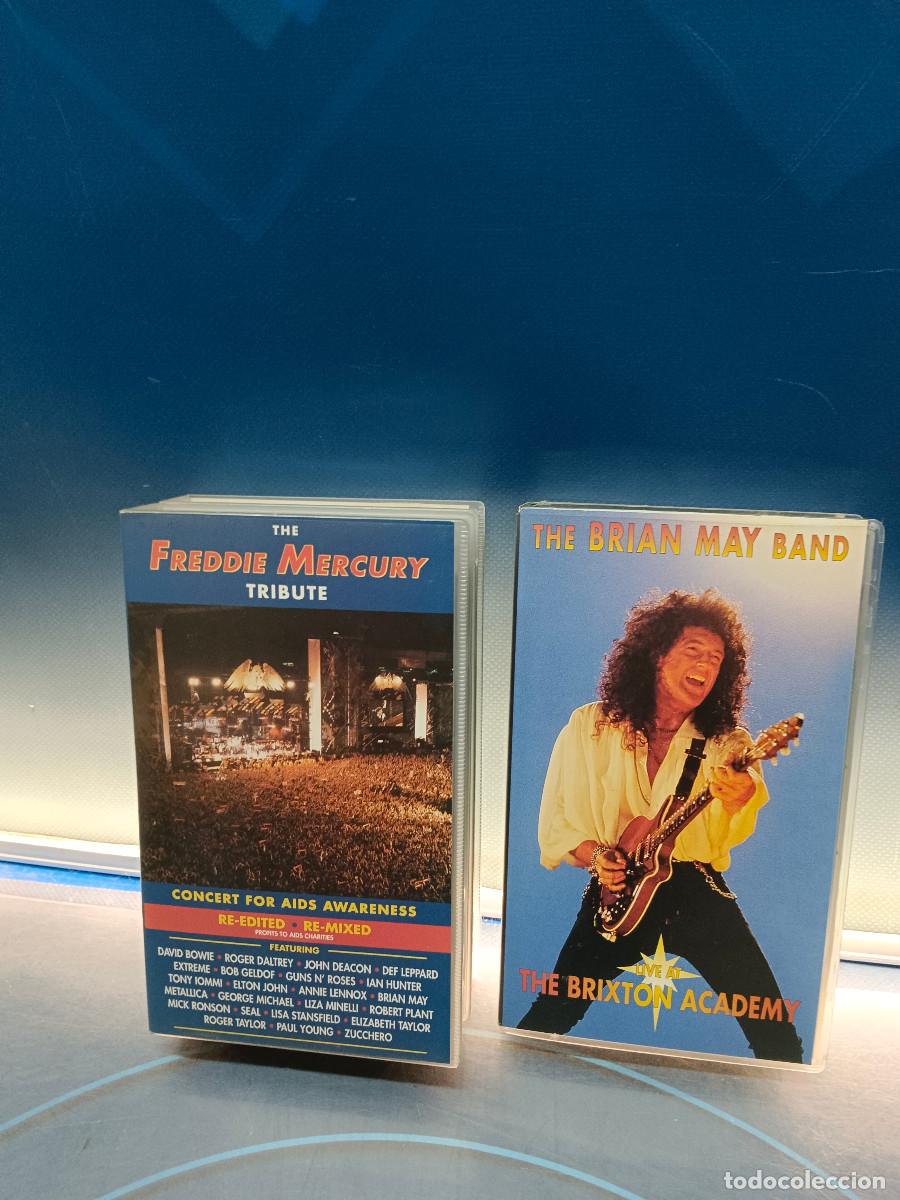 THE
FREDDIE MERCURY
TRIBUTE
CONCERT FOR AIDS AWARENESS
RE-EDITED • RE-MIXED
PROFITS TO AIDS CHARITIES
FEATURING
DAVID BOWIE • ROGER DALTREY • JOHN DEACON • DEF LEPPARD
EXTREME • BOB GELDOF • GUNS N' ROSES • IAN HUNTER
TONY IOMMI • ELTON JOHN • ANNIE LENNOX • BRIAN MAY
METALLICA • GEORGE MICHAEL • LIZA MINELLI • ROBERT PLANT
MICK RONSON • SEAL • LISA STANSFIELD • ELIZABETH TAYLOR
ROGER TAYLOR • PAUL YOUNG • ZUCCHERO
THE BRIAN MAY BAND
LIVE AT
THE BRIXTON ACADEMY
todocoleccion